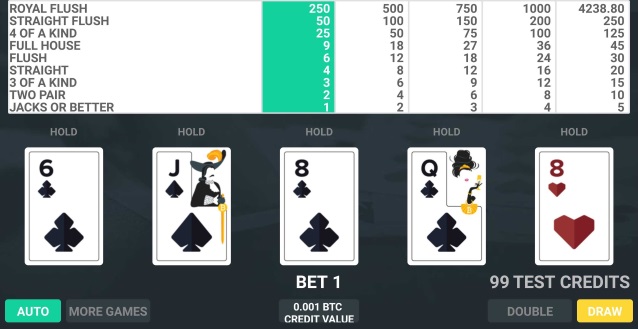 ROYAL FLUSH 250 500 750 1000 4238.80
STRAIGHT FLUSH 50 100 150 200 250
4 OF A KIND 25 50 75 100 125
FULL HOUSE 9 18 27 36 45
FLUSH 6 12 18 24 30
STRAIGHT 4 8 12 16 20
3 OF A KIND 3 6 9 12 15
TWO PAIR 2 4 6 8 10
JACKS OR BETTER 1 2 3 4 5
HOLD HOLD HOLD HOLD HOLD
6 J 8 Q 8
BET 1 99 TEST CREDITS
AUTO MORE GAMES 0.001 BTC DOUBLE DRAW
CREDIT VALUE